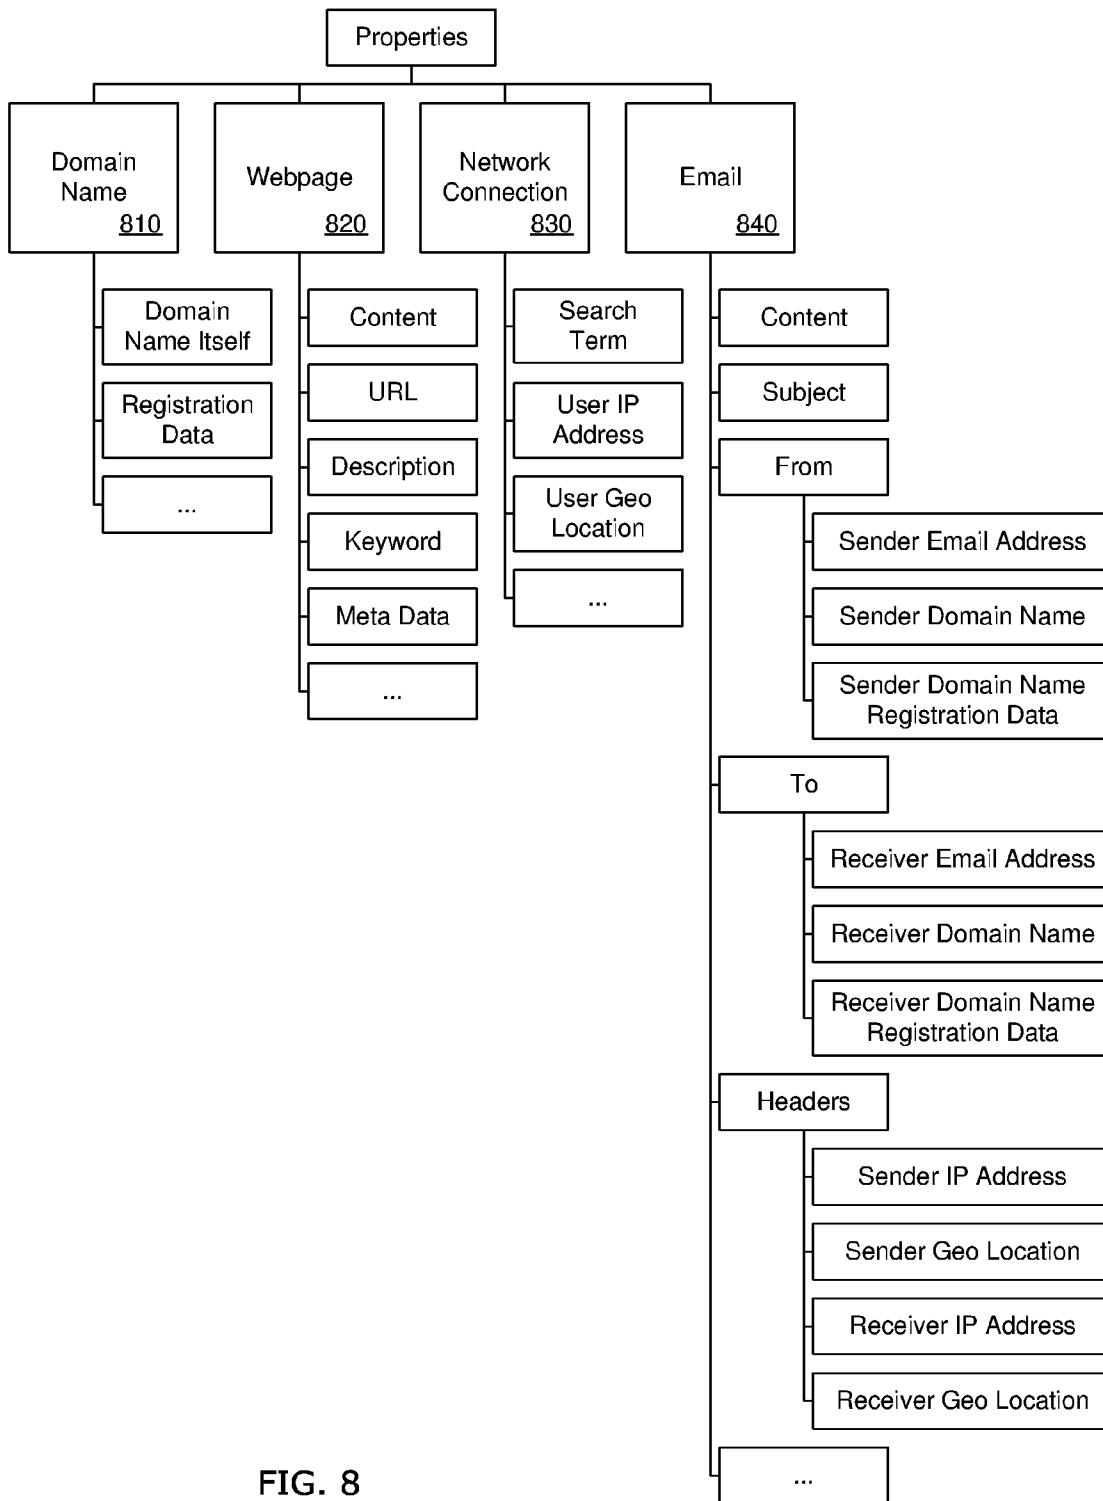 Properties
Domain
Name
810
Webpage
820
Network
Connection
830
Email
840
Domain
Name Itself
Registration
Data
...
Content
URL
Description
Keyword
Meta Data
...
Search
Term
User IP
Address
User Geo
Location
...
Content
Subject
From
Sender Email Address
Sender Domain Name
Sender Domain Name
Registration Data
To
Receiver Email Address
Receiver Domain Name
Receiver Domain Name
Registration Data
Headers
Sender IP Address
Sender Geo Location
Receiver IP Address
Receiver Geo Location
...
FIG. 8